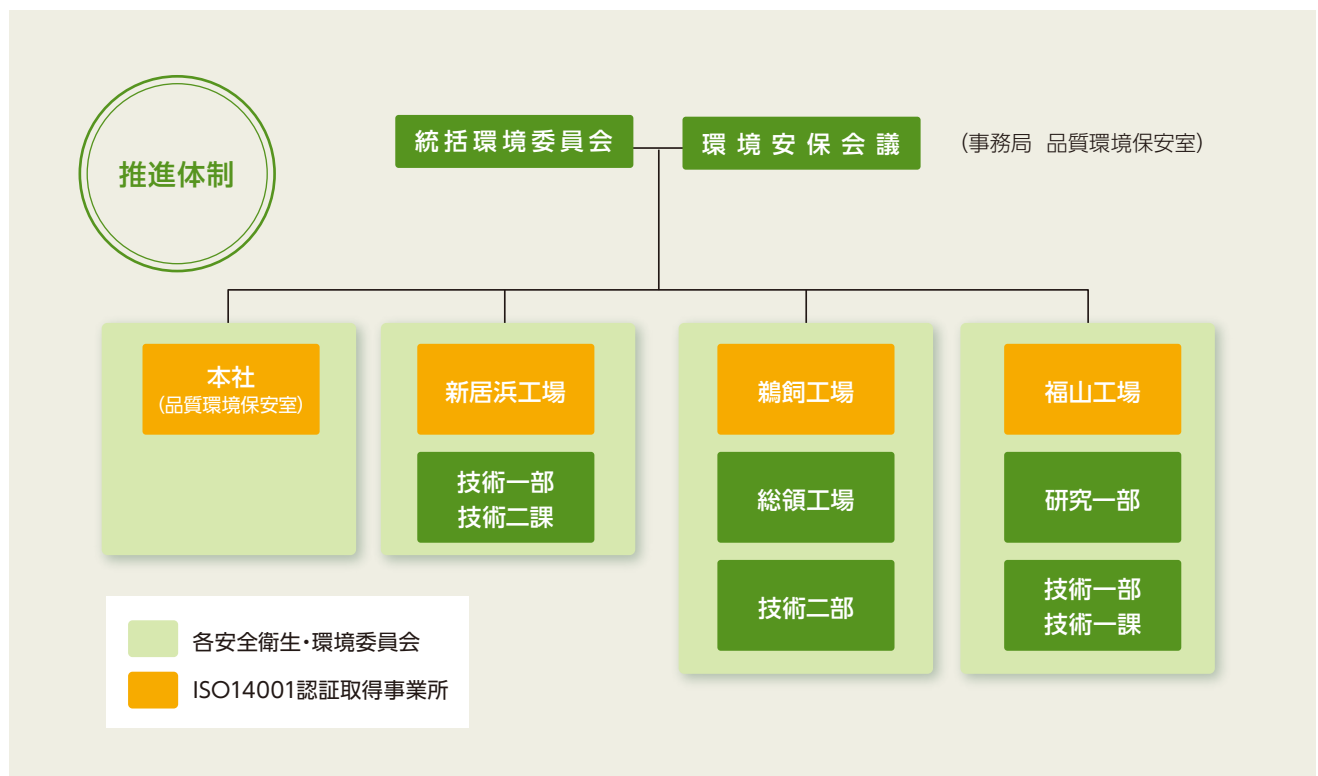 推進体制
統括環境委員会
環境安保会議
(事務局 品質環境保安室)
本社
(品質環境保安室)
新居浜工場
技術一部
技術二課
鵜飼工場
総領工場
技術二部
福山工場
研究一部
技術一部
技術一課
各安全衛生・環境委員会
ISO14001認証取得事業所